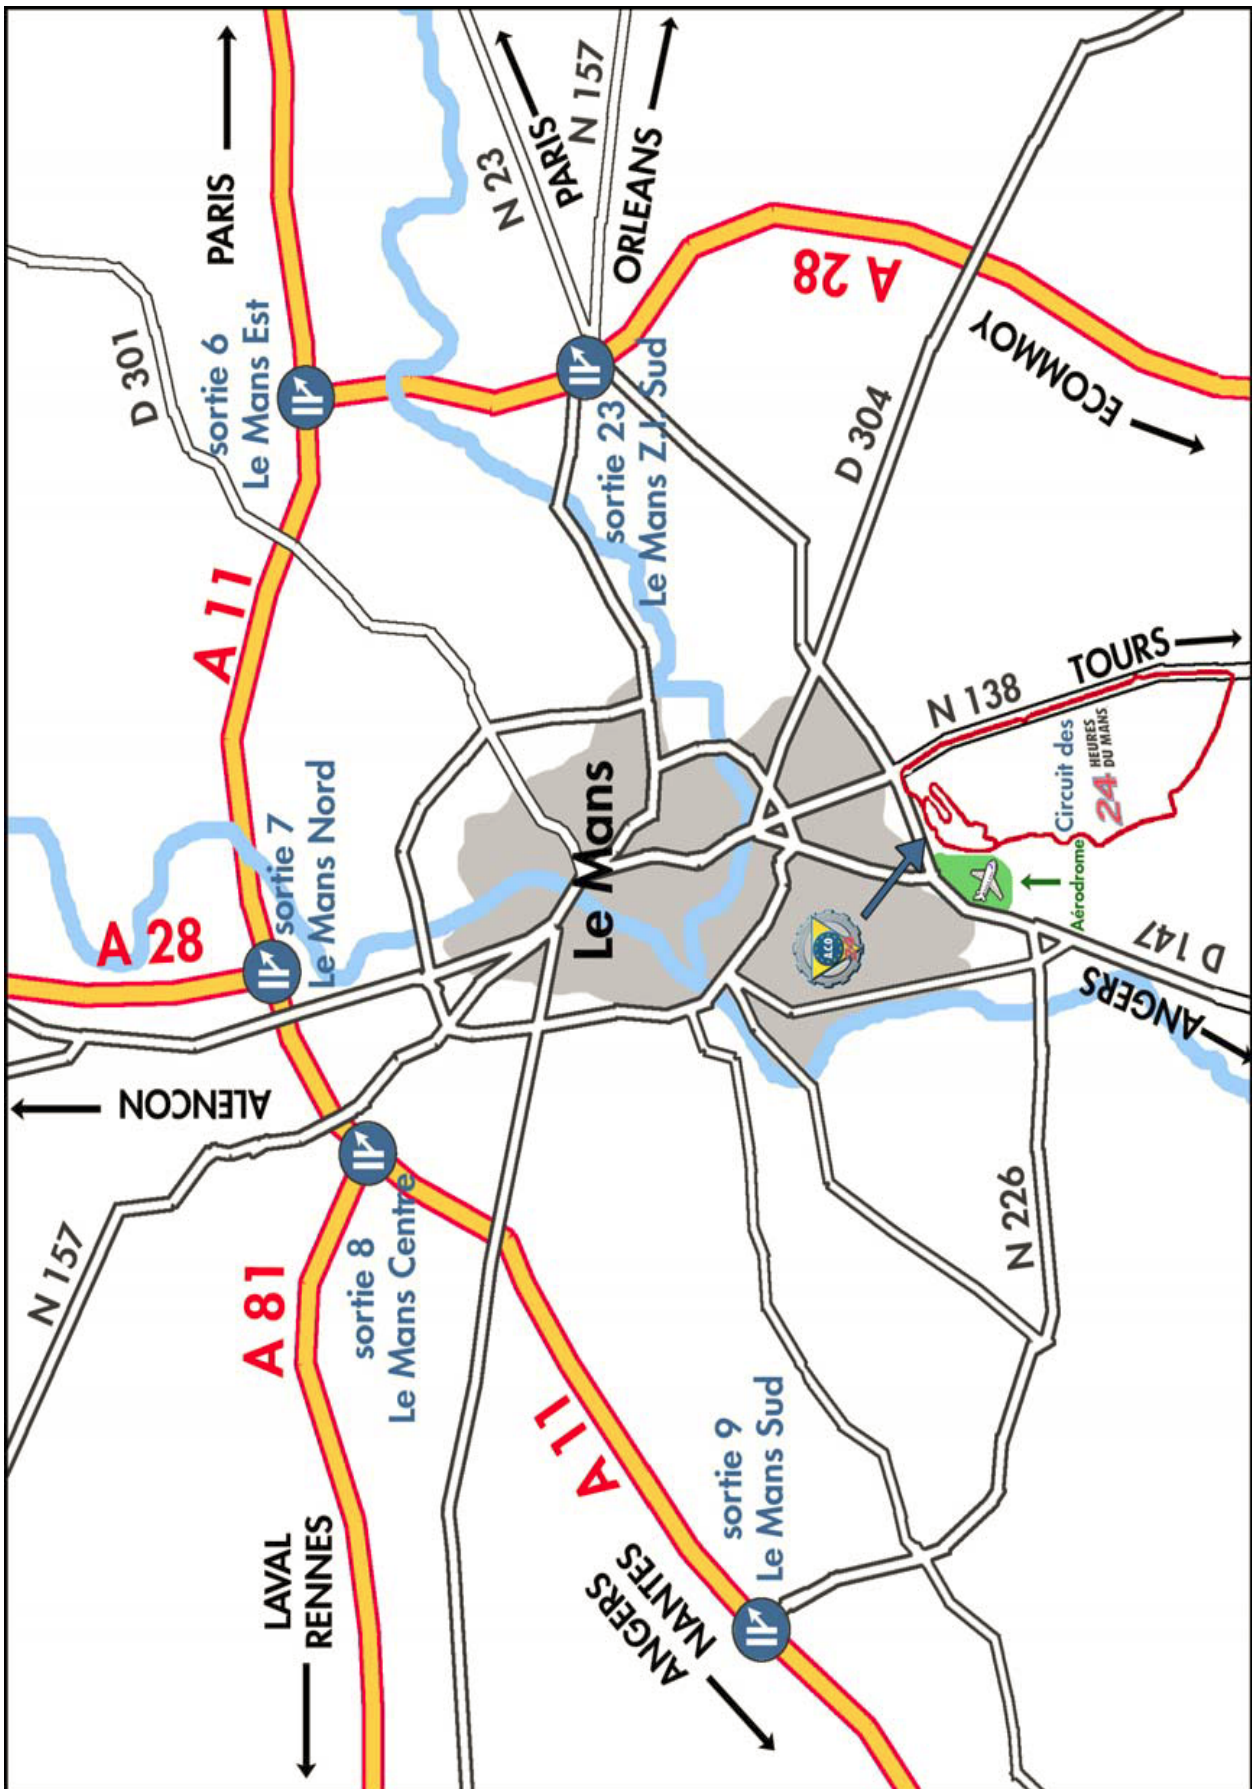 PARIS
N 23
PARIS
N 157
ORLEANS
D 301
sortie 6
Le Mans Est
A 28
ECOMMOY
D 304
sortie 23
Le Mans Z.I. Sud
A 11
sortie 7
Le Mans Nord
A 28
Le Mans
N 138
TOURS
Circuit des
24 HEURES
DU MANS
Aérodrome
A.C.O
D 147
ANGERS
ALENCON
N 157
A 81
sortie 8
Le Mans Centre
N 226
A 11
sortie 9
Le Mans Sud
LAVAL
RENNES
ANGERS
NANTES